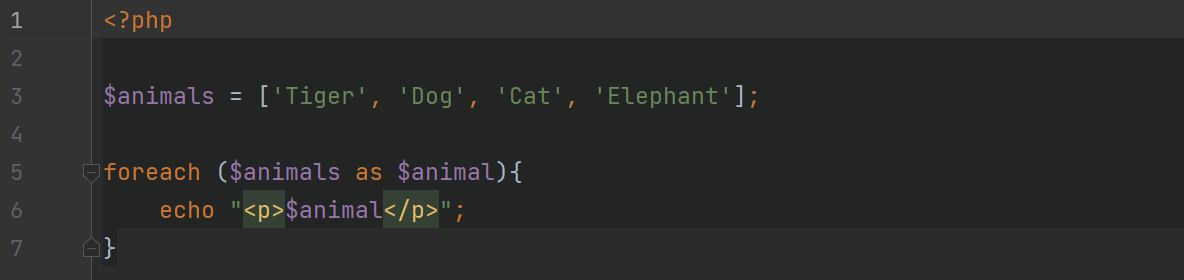 1 <?php
2
3 $animals = ['Tiger', 'Dog', 'Cat', 'Elephant'];
4
5 foreach ($animals as $animal){
6     echo "<p>$animal</p>";
7 }